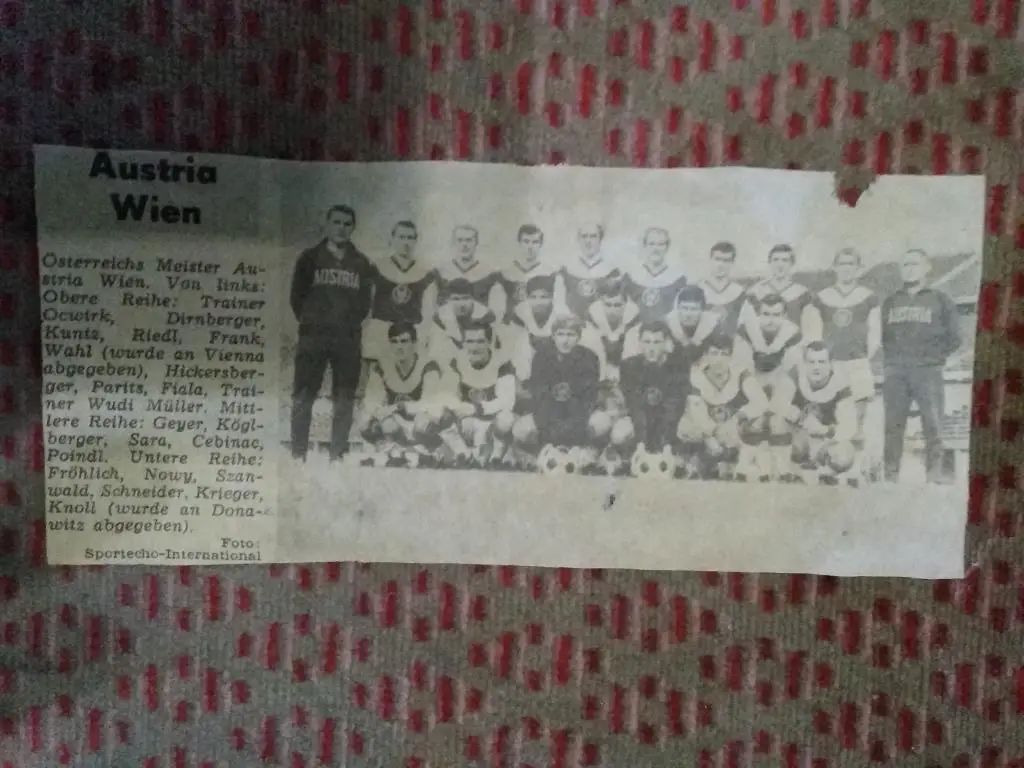 Austria
Wien
Österreichs Meister Au-
stria Wien. Von links:
Obere Reihe: Trainer
Ocwirk, Dirnberger,
Kuntz, Riedl, Frank,
Wahl (wurde an Vienna
abgegeben), Hickersber-
ger, Parits, Fiala, Trai-
ner Wudi Müller. Mitt-
lere Reihe: Geyer, Kögl-
berger, Sara, Cebinac,
Poindl. Untere Reihe:
Fröhlich, Nowy, Szan-
wald, Schneider, Krieger,
Knoll (wurde an Dona-
witz abgegeben).
Foto:
Sportecho-International
AUSTRIA
AUSTRIA